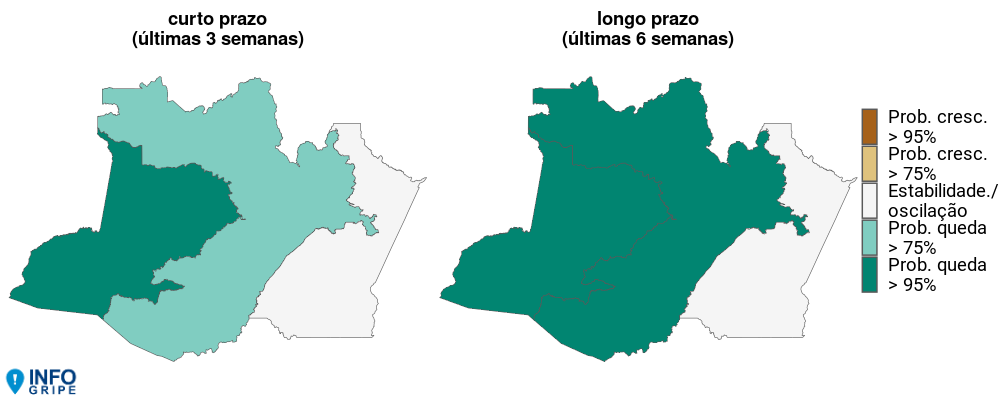 curto prazo
(últimas 3 semanas)
longo prazo
(últimas 6 semanas)
Prob. cresc.
> 95%
Prob. cresc.
> 75%
Estabilidade./
oscilação
Prob. queda
> 75%
Prob. queda
> 95%
INFO
GRIPE